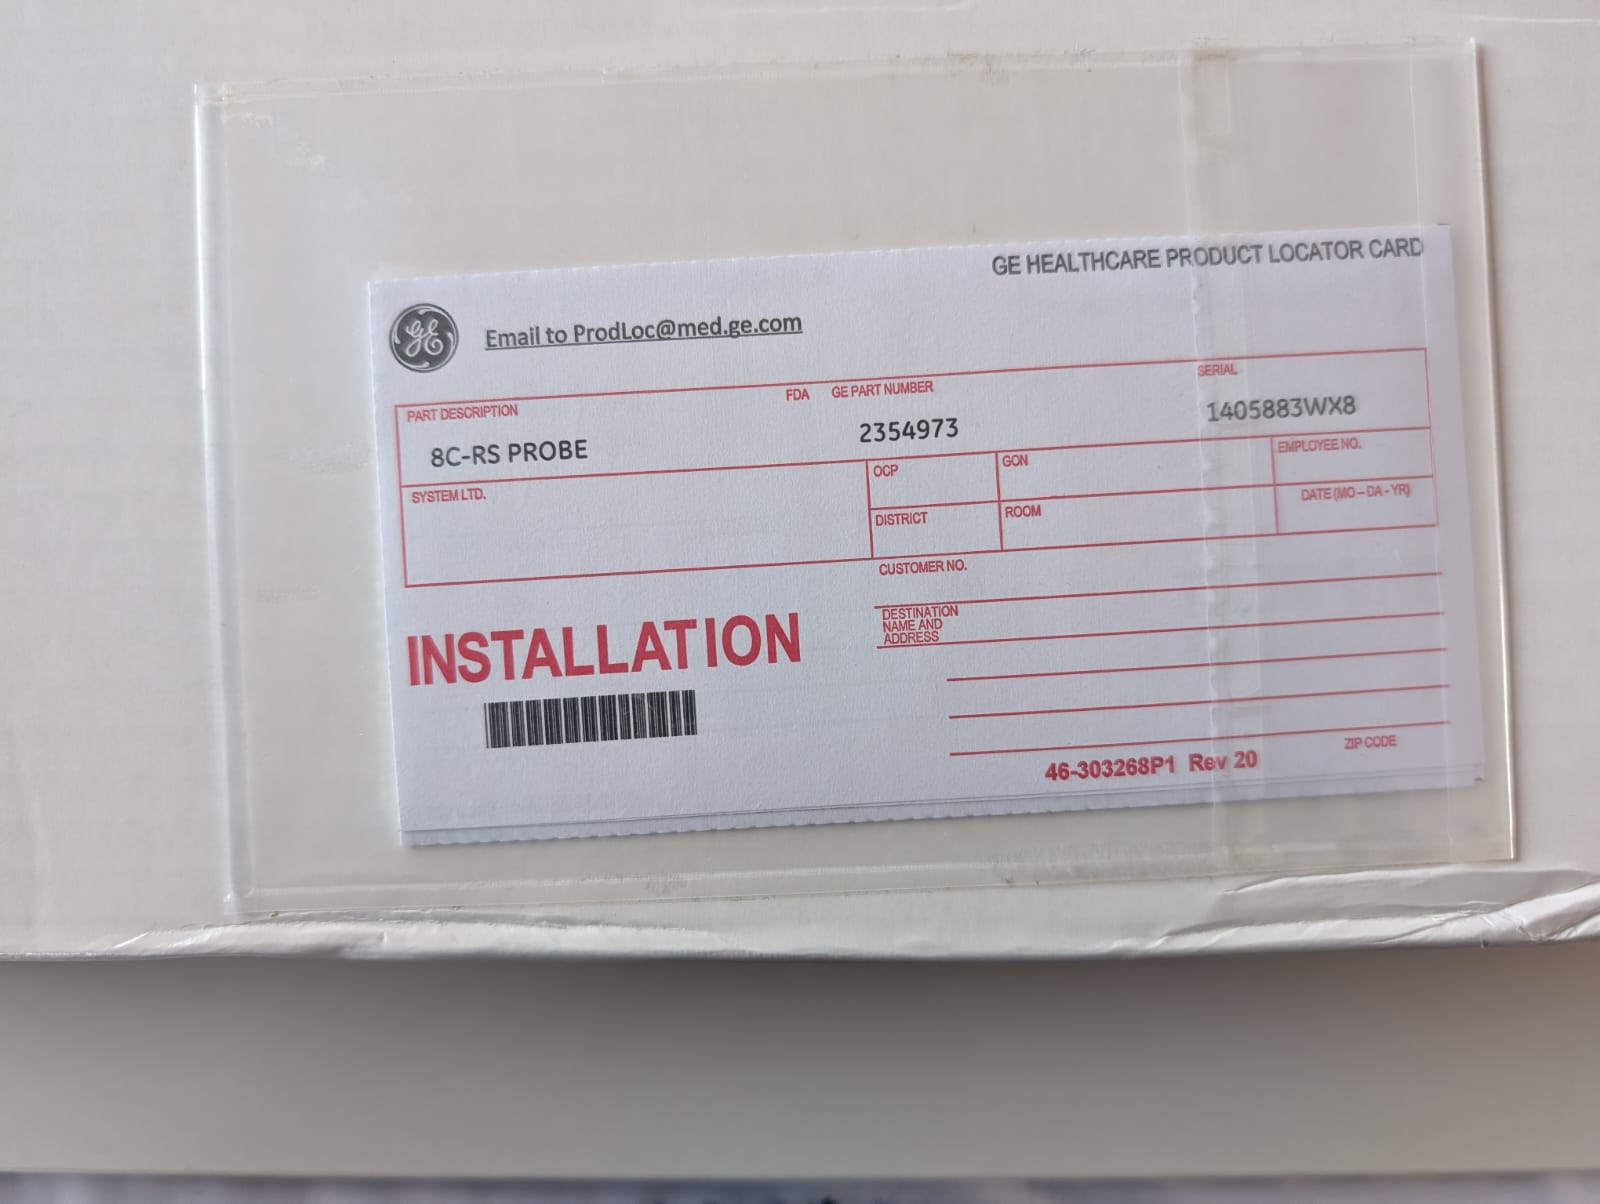 GE HEALTHCARE PRODUCT LOCATOR CARD
GE Email to ProdLoc@med.ge.com
PART DESCRIPTION FDA GE PART NUMBER SERIAL
8C-RS PROBE 2354973 1405883WX8
SYSTEM LTD. OCP GON EMPLOYEE NO.
DISTRICT ROOM DATE (MO – DA - YR)
CUSTOMER NO.
DESTINATION
NAME AND
ADDRESS
INSTALLATION
ZIP CODE
46-303268P1 Rev 20